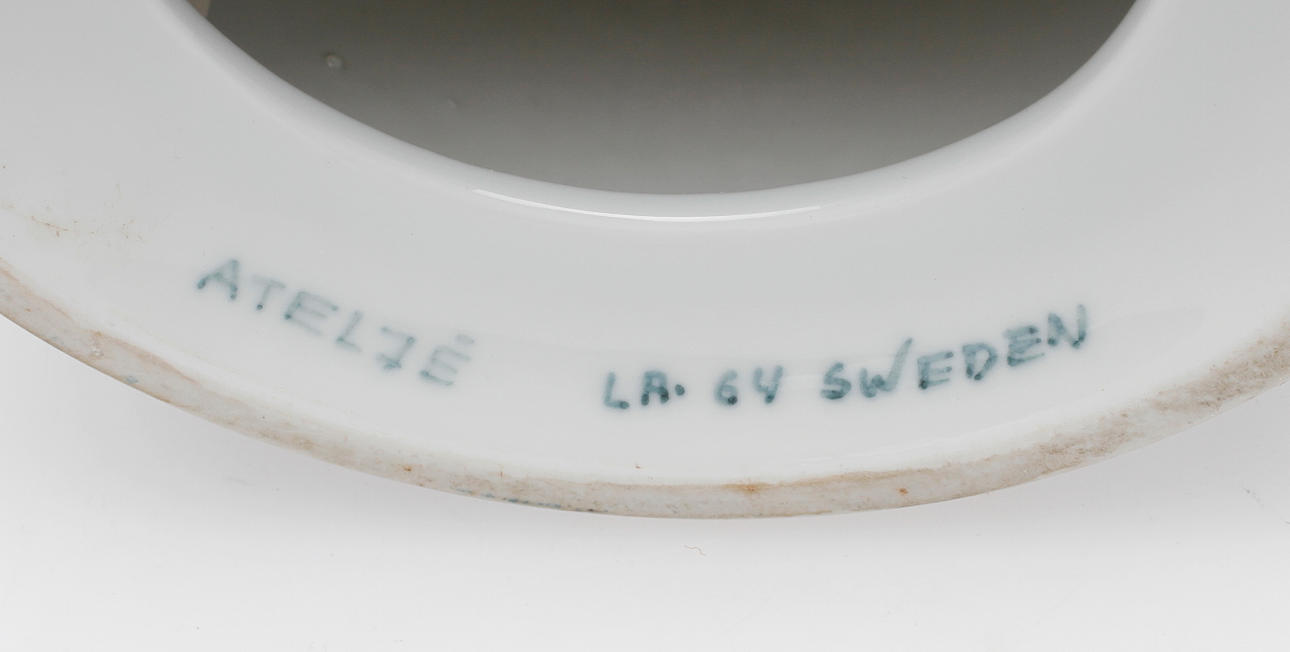 ATELJÉ LA. 64 SWEDEN